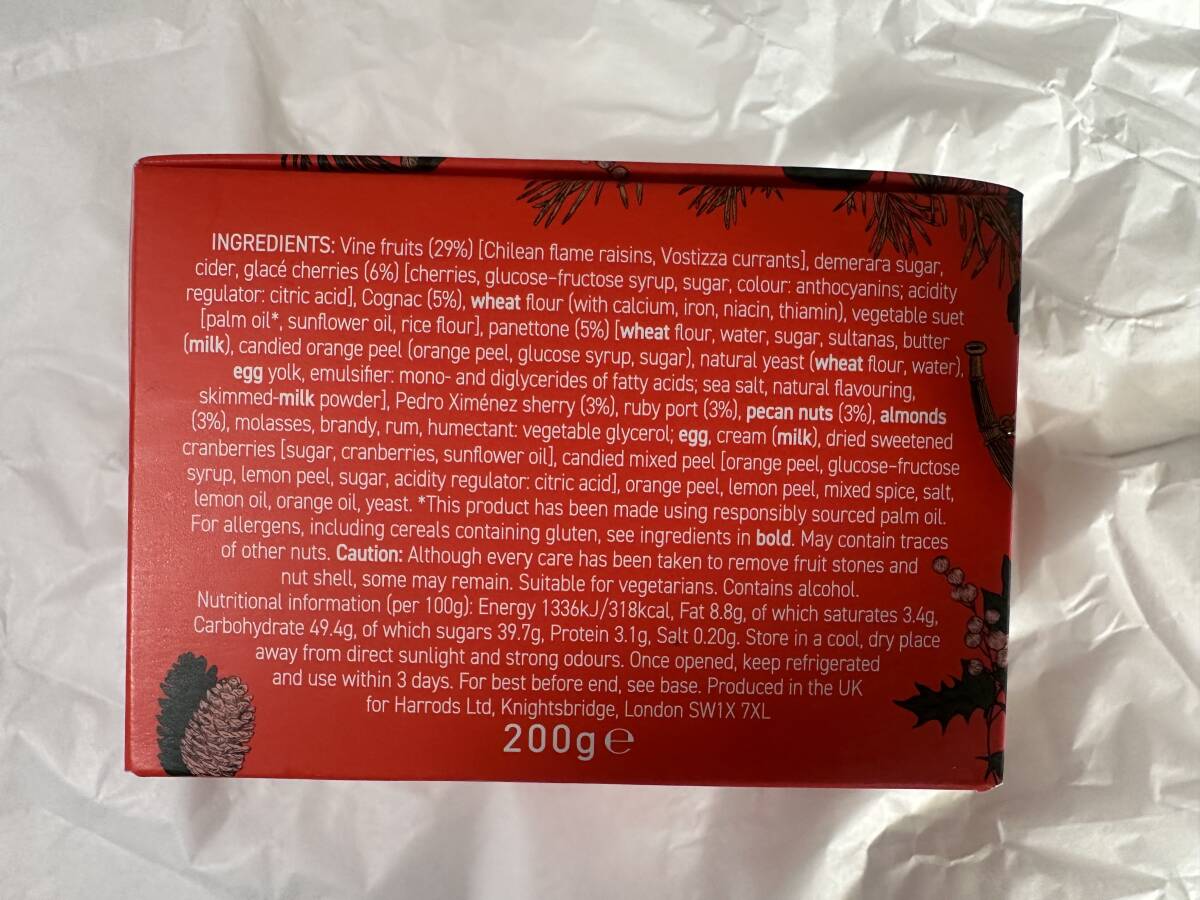 INGREDIENTS: Vine fruits (29%) [Chilean flame raisins, Vostizza currants], demerara sugar,
cider, glacé cherries (6%) [cherries, glucose-fructose syrup, sugar, colour: anthocyanins; acidity
regulator: citric acid], Cognac (5%), wheat flour (with calcium, iron, niacin, thiamin), vegetable suet
[palm oil*, sunflower oil, rice flour], panettone (5%) [wheat flour, water, sugar, sultanas, butter
(milk), candied orange peel (orange peel, glucose syrup, sugar), natural yeast (wheat flour, water),
egg yolk, emulsifier: mono- and diglycerides of fatty acids; sea salt, natural flavouring,
skimmed-milk powder], Pedro Ximénez sherry (3%), ruby port (3%), pecan nuts (3%), almonds
(3%), molasses, brandy, rum, humectant: vegetable glycerol; egg, cream (milk), dried sweetened
cranberries [sugar, cranberries, sunflower oil], candied mixed peel [orange peel, glucose-fructose
syrup, lemon peel, sugar, acidity regulator: citric acid], orange peel, lemon peel, mixed spice, salt,
lemon oil, orange oil, yeast. *This product has been made using responsibly sourced palm oil.
For allergens, including cereals containing gluten, see ingredients in bold. May contain traces
of other nuts. Caution: Although every care has been taken to remove fruit stones and
nut shell, some may remain. Suitable for vegetarians. Contains alcohol.
Nutritional information (per 100g): Energy 1336kJ/318kcal, Fat 8.8g, of which saturates 3.4g,
Carbohydrate 49.4g, of which sugars 39.7g, Protein 3.1g, Salt 0.20g. Store in a cool, dry place
away from direct sunlight and strong odours. Once opened, keep refrigerated
and use within 3 days. For best before end, see base. Produced in the UK
for Harrods Ltd, Knightsbridge, London SW1X 7XL
200g℮